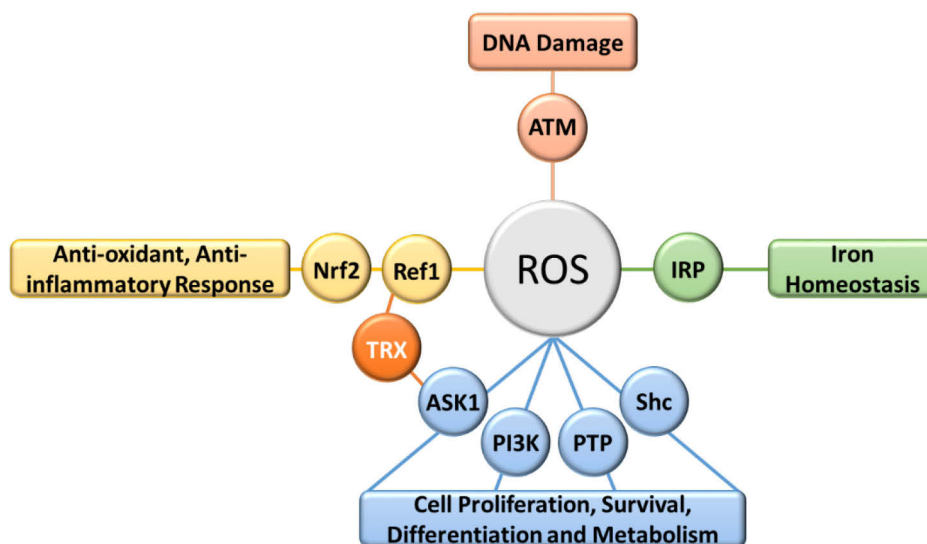 DNA Damage
ATM
Anti-oxidant, Anti-
inflammatory Response
Nrf2
Ref1
ROS
IRP
Iron
Homeostasis
TRX
ASK1
Shc
PI3K
PTP
Cell Proliferation, Survival,
Differentiation and Metabolism